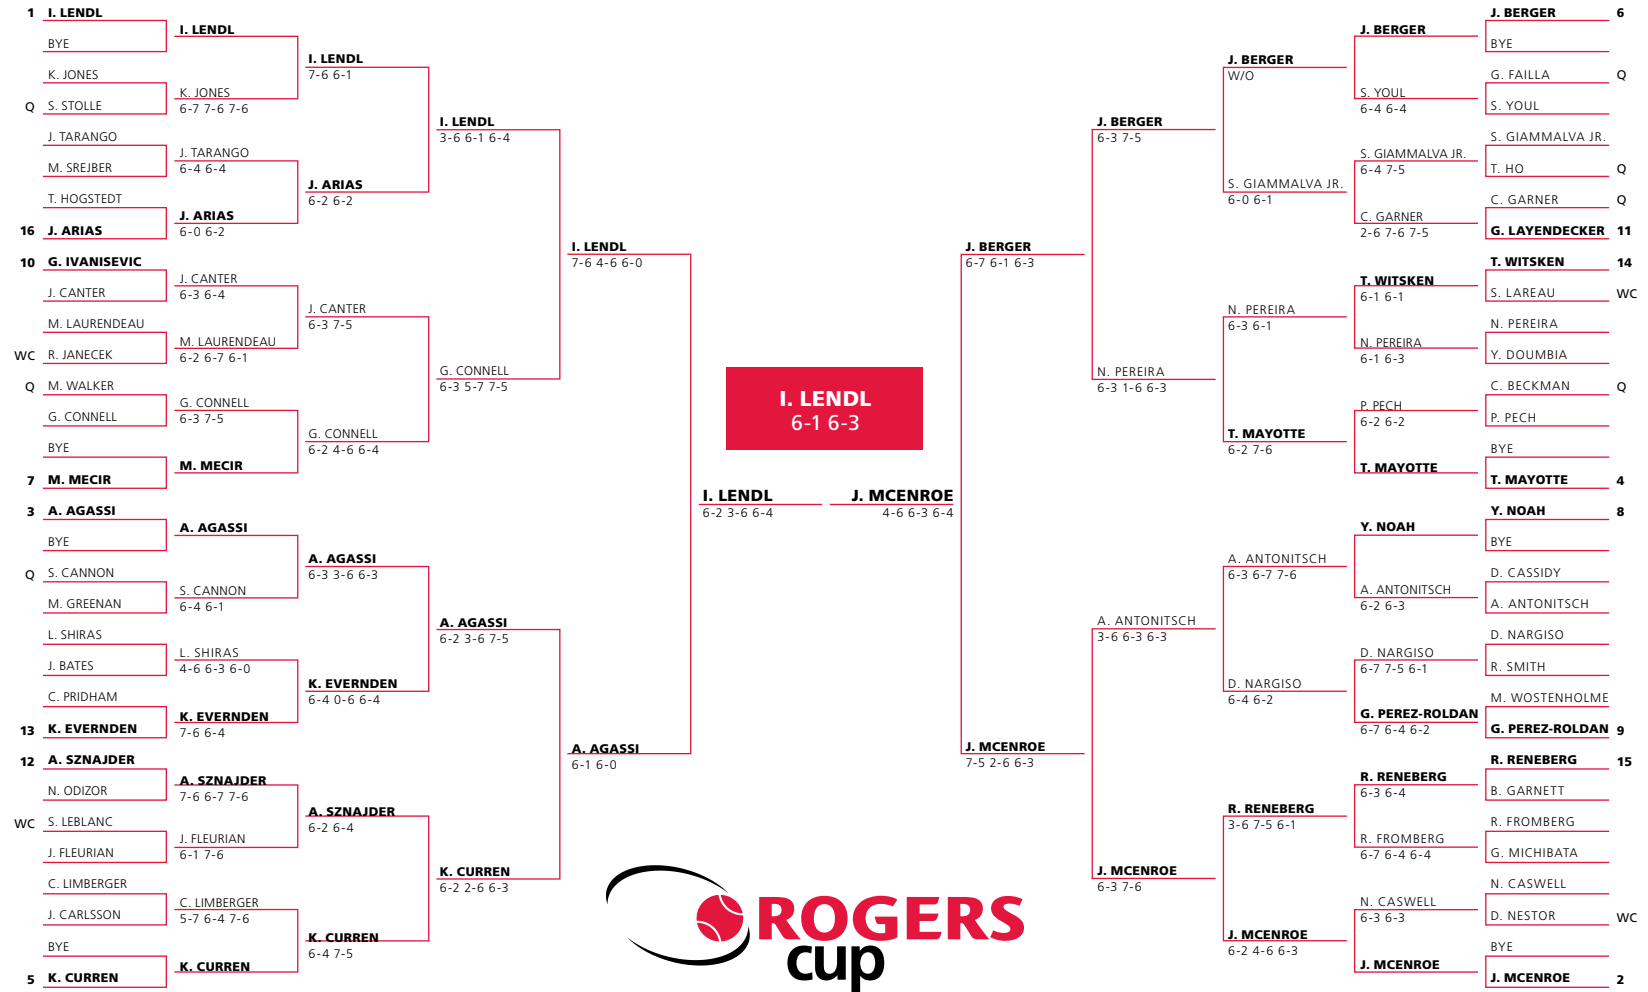 1 I. LENDL
BYE
K. JONES
Q S. STOLLE
J. TARANGO
M. SREJBER
T. HOGSTEDT
16 J. ARIAS
10 G. IVANISEVIC
J. CANTER
M. LAURENDEAU
WC R. JANECEK
Q M. WALKER
G. CONNELL
BYE
7 M. MECIR
3 A. AGASSI
BYE
Q S. CANNON
M. GREENAN
L. SHIRAS
J. BATES
C. PRIDHAM
13 K. EVERNDEN
12 A. SZNAJDER
N. ODIZOR
WC S. LEBLANC
J. FLEURIAN
C. LIMBERGER
J. CARLSSON
BYE
5 K. CURREN
I. LENDL
K. JONES
6-7 7-6 7-6
J. TARANGO
6-4 6-4
J. ARIAS
6-0 6-2
J. CANTER
6-3 6-4
M. LAURENDEAU
6-2 6-7 6-1
G. CONNELL
6-3 7-5
M. MECIR
A. AGASSI
S. CANNON
6-4 6-1
L. SHIRAS
4-6 6-3 6-0
K. EVERNDEN
7-6 6-4
A. SZNAJDER
7-6 6-7 7-6
J. FLEURIAN
6-1 7-6
C. LIMBERGER
5-7 6-4 7-6
K. CURREN
I. LENDL
7-6 6-1
J. ARIAS
6-2 6-2
J. CANTER
6-3 7-5
G. CONNELL
6-2 4-6 6-4
A. AGASSI
6-3 3-6 6-3
K. EVERNDEN
6-4 0-6 6-4
A. SZNAJDER
6-2 6-4
K. CURREN
6-4 7-5
I. LENDL
3-6 6-1 6-4
G. CONNELL
6-3 5-7 7-5
A. AGASSI
6-2 3-6 7-5
K. CURREN
6-2 2-6 6-3
I. LENDL
7-6 4-6 6-0
A. AGASSI
6-1 6-0
I. LENDL
6-2 3-6 6-4
I. LENDL
6-1 6-3
J. MCENROE
4-6 6-3 6-4
J. BERGER
6-7 6-1 6-3
J. MCENROE
7-5 2-6 6-3
J. BERGER
6-3 7-5
N. PEREIRA
6-3 1-6 6-3
A. ANTONITSCH
3-6 6-3 6-3
J. MCENROE
6-3 7-6
J. BERGER
W/O
S. GIAMMALVA JR.
6-0 6-1
N. PEREIRA
6-3 6-1
T. MAYOTTE
6-2 7-6
A. ANTONITSCH
6-3 6-7 7-6
D. NARGISO
6-4 6-2
R. RENEBERG
3-6 7-5 6-1
J. MCENROE
6-2 4-6 6-3
J. BERGER
S. YOUL
6-4 6-4
S. GIAMMALVA JR.
6-4 7-5
C. GARNER
2-6 7-6 7-5
T. WITSKEN
6-1 6-1
N. PEREIRA
6-1 6-3
P. PECH
6-2 6-2
T. MAYOTTE
Y. NOAH
A. ANTONITSCH
6-2 6-3
D. NARGISO
6-7 7-5 6-1
G. PEREZ-ROLDAN
6-7 6-4 6-2
R. RENEBERG
6-3 6-4
R. FROMBERG
6-7 6-4 6-4
N. CASWELL
6-3 6-3
J. MCENROE
J. BERGER 6
BYE
G. FAILLA Q
S. YOUL
S. GIAMMALVA JR.
T. HO Q
C. GARNER Q
G. LAYENDECKER 11
T. WITSKEN 14
S. LAREAU WC
N. PEREIRA
Y. DOUMBIA
C. BECKMAN Q
P. PECH
BYE
T. MAYOTTE 4
Y. NOAH 8
BYE
D. CASSIDY
A. ANTONITSCH
D. NARGISO
R. SMITH
M. WOSTENHOLME
G. PEREZ-ROLDAN 9
R. RENEBERG 15
B. GARNETT
R. FROMBERG
G. MICHIBATA
N. CASWELL
D. NESTOR WC
BYE
J. MCENROE 2
ROGERS
cup